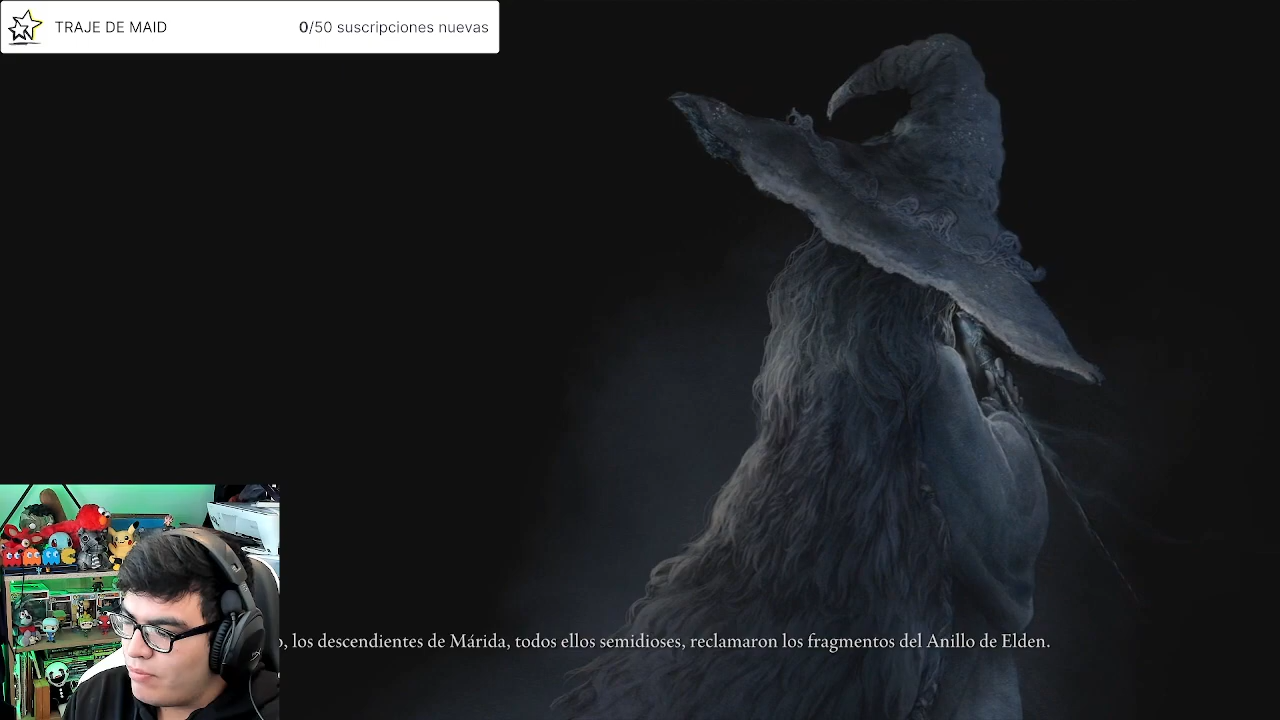 TRAJE DE MAID 0/50 suscripciones nuevas
los descendientes de Márida, todos ellos semidioses, reclamaron los fragmentos del Anillo de Elden.